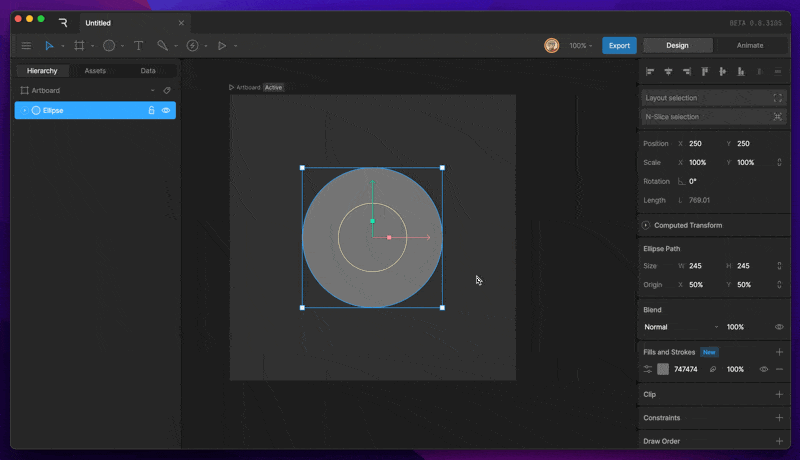 Untitled
BETA 0.8.3105
100%
Export
Design
Animate
Hierarchy
Assets
Data
Artboard
Ellipse
Artboard
Active
Layout selection
N-Slice selection
Position X 250 Y 250
Scale X 100% Y 100%
Rotation 0°
Length L 769.01
Computed Transform
Ellipse Path
Size W 245 H 245
Origin X 50% Y 50%
Blend
Normal 100%
Fills and Strokes New
747474 100%
Clip
Constraints
Draw Order